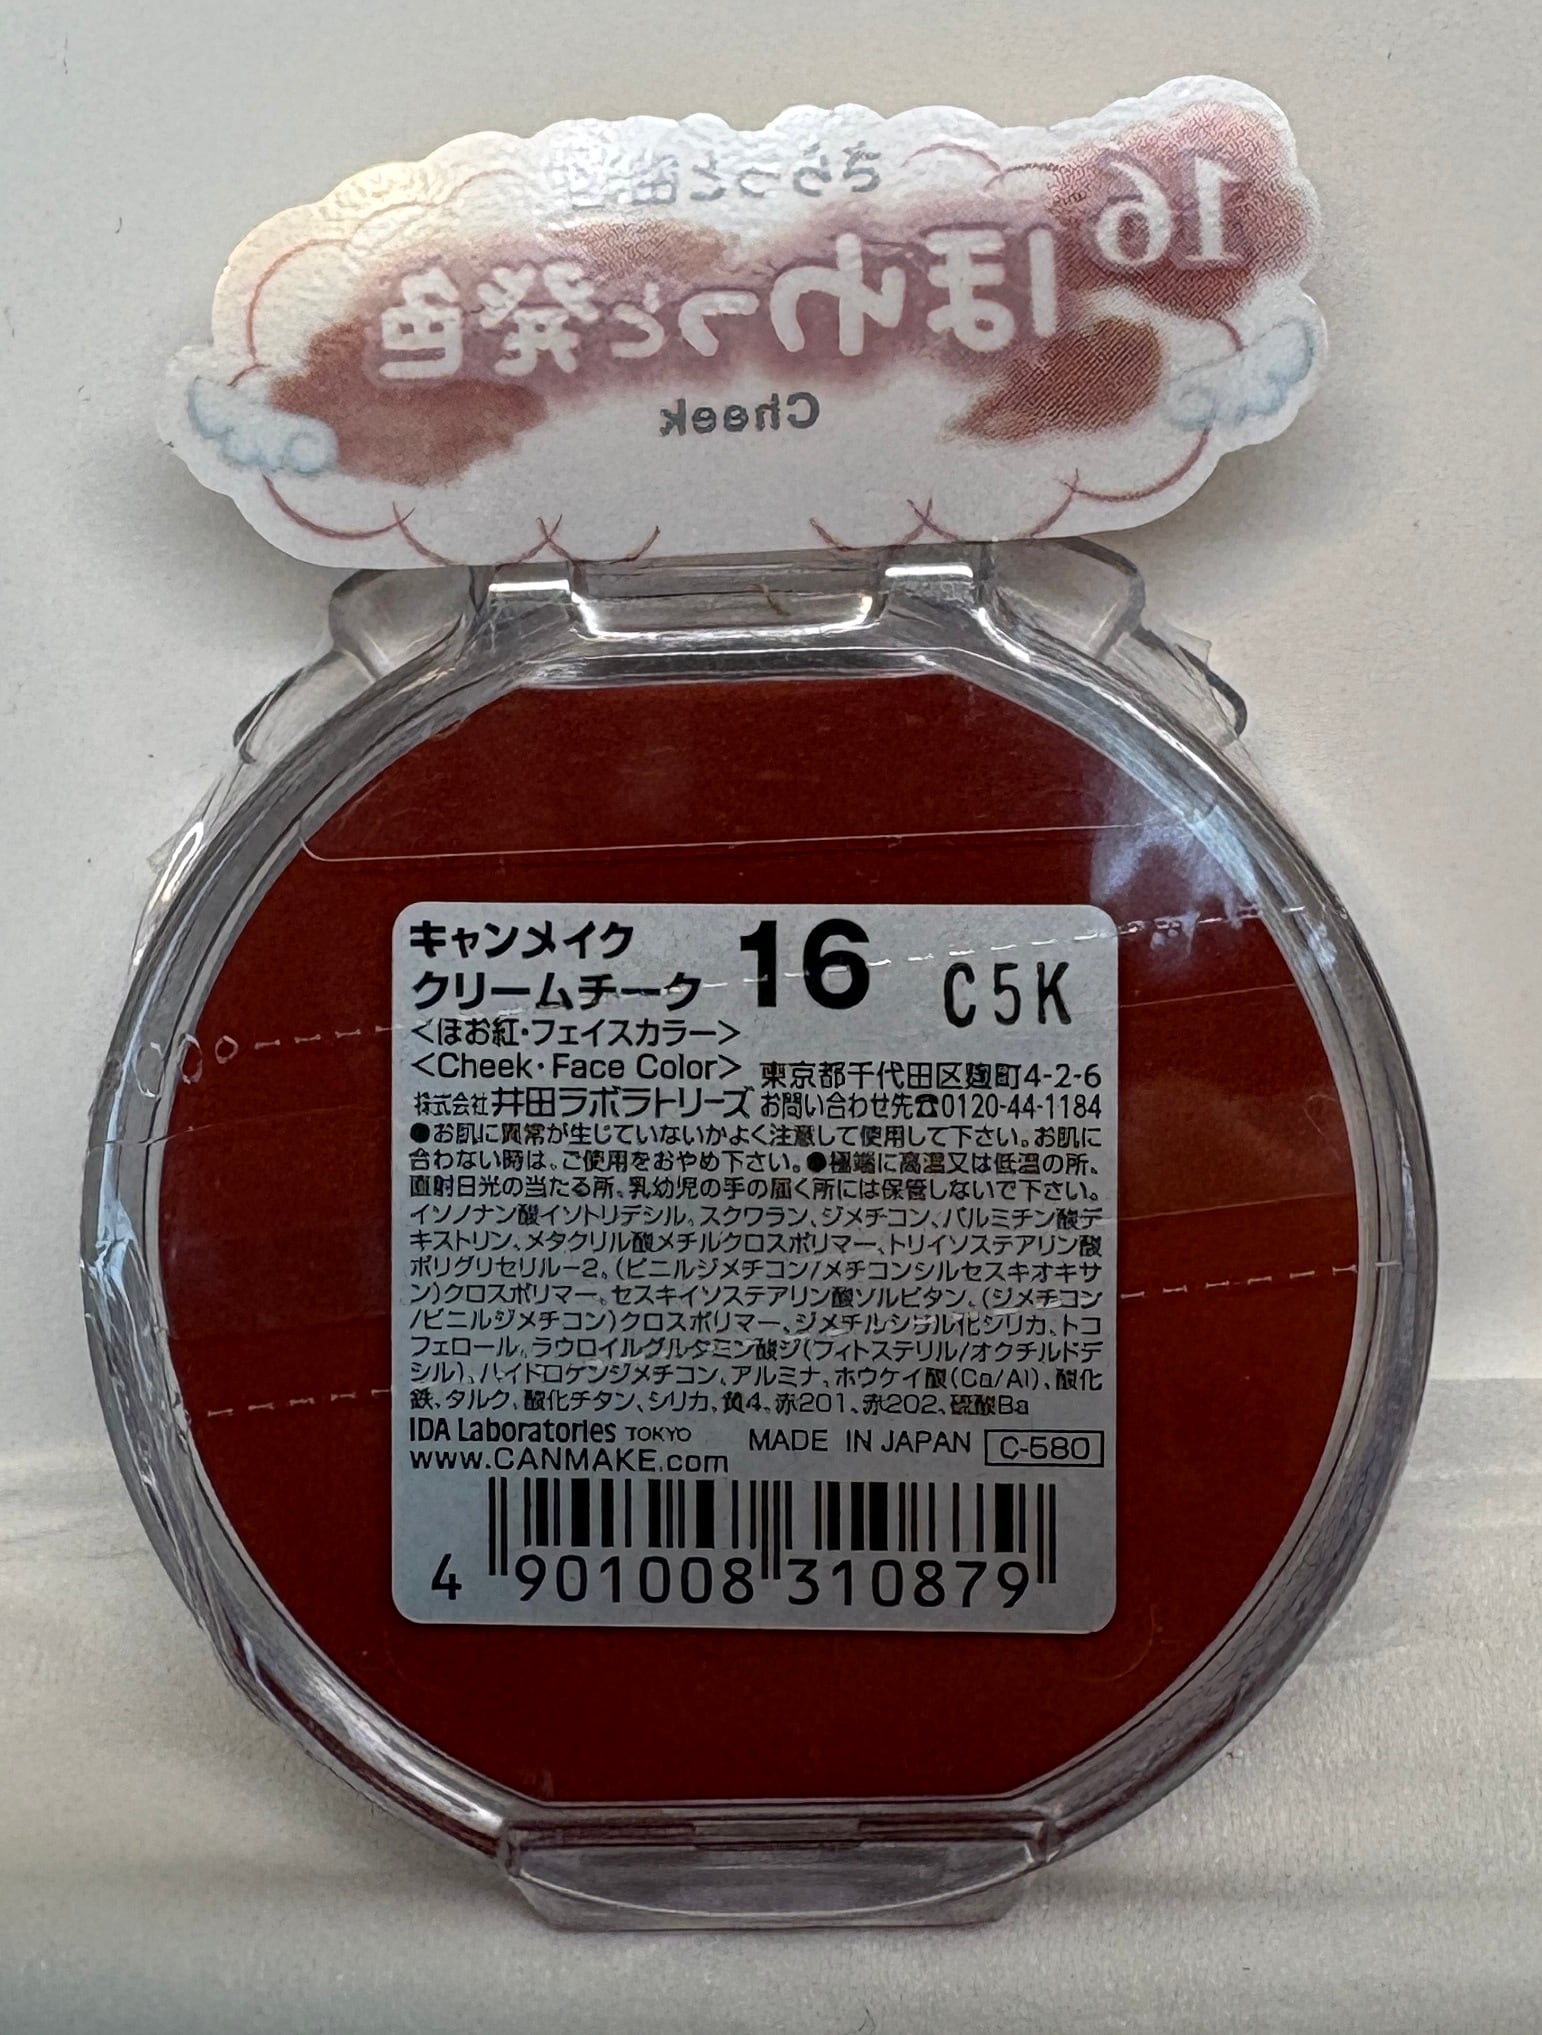 さらっと密着
16
ほわっと発色
Cheek
キャンメイク
クリームチーク 16 C5K
<ほお紅・フェイスカラー>
<Cheek・Face Color> 東京都千代田区麹町4-2-6
株式会社井田ラボラトリーズ お問い合わせ先☎0120-44-1184
●お肌に異常が生じていないかよく注意して使用して下さい。お肌に
合わない時は、ご使用をおやめ下さい。●極端に高温又は低温の所、
直射日光の当たる所、乳幼児の手の届く所には保管しないで下さい。
イソノナン酸イソトリデシル、スクワラン、ジメチコン、パルミチン酸デ
キストリン、メタクリル酸メチルクロスポリマー、トリイソステアリン酸
ポリグリセリル-2、(ビニルジメチコン/メチコンシルセスキオキサ
ン)クロスポリマー、セスキイソステアリン酸ソルビタン、(ジメチコン
/ビニルジメチコン)クロスポリマー、ジメチルシリル化シリカ、トコ
フェロール、ラウロイルグルタミン酸ジ(フィトステリル/オクチルドデ
シル)、ハイドロゲンジメチコン、アルミナ、ホウケイ酸(Ca/Al)、酸化
鉄、タルク、酸化チタン、シリカ、黄4、赤201、赤202、硫酸Ba
IDA Laboratories TOKYO
www.CANMAKE.com MADE IN JAPAN C-580
4 901008 310879